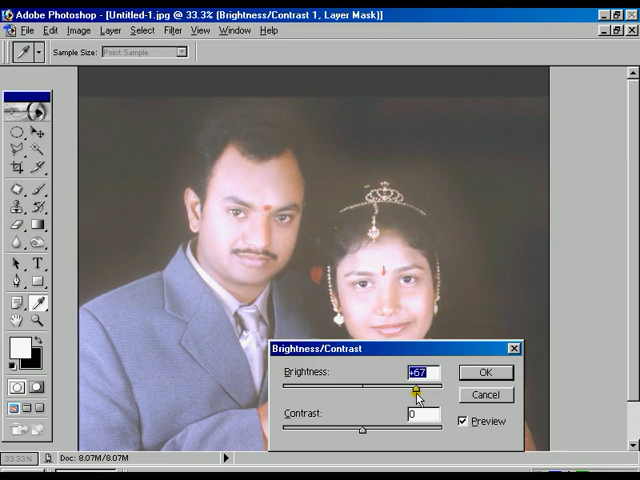 Adobe Photoshop - [Untitled-1.jpg @ 33.3% (Brightness/Contrast 1, Layer Mask)]
File Edit Image Layer Select Filter View Window Help
Sample Size: Point Sample
Brightness/Contrast
Brightness: +67
OK
Cancel
Contrast: 0
Preview
33.33% Doc: 8.07M/8.07M